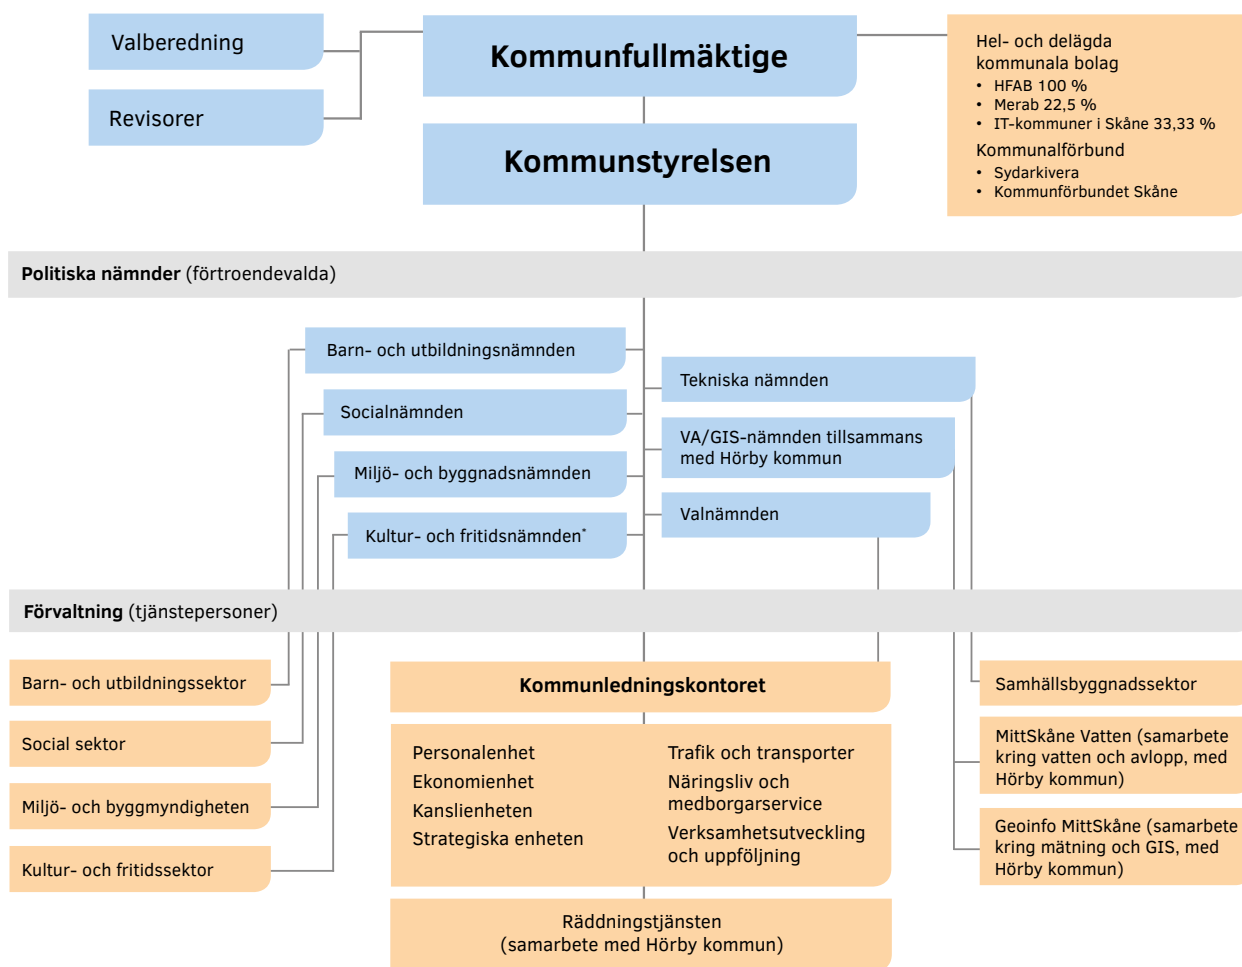 Valberedning
Revisorer
Kommunfullmäktige
Kommunstyrelsen
Hel- och delägda
kommunala bolag
• HFAB 100 %
• Merab 22,5 %
• IT-kommuner i Skåne 33,33 %
Kommunalförbund
• Sydarkivera
• Kommunförbundet Skåne
Politiska nämnder (förtroendevalda)
Barn- och utbildningsnämnden
Socialnämnden
Miljö- och byggnadsnämnden
Kultur- och fritidsnämnden*
Tekniska nämnden
VA/GIS-nämnden tillsammans
med Hörby kommun
Valnämnden
Förvaltning (tjänstepersoner)
Barn- och utbildningssektor
Social sektor
Miljö- och byggmyndigheten
Kultur- och fritidssektor
Kommunledningskontoret
Personalenhet
Ekonomienhet
Kanslienheten
Strategiska enheten
Trafik och transporter
Näringsliv och
medborgarservice
Verksamhetsutveckling
och uppföljning
Räddningstjänsten
(samarbete med Hörby kommun)
Samhällsbyggnadssektor
MittSkåne Vatten (samarbete
kring vatten och avlopp, med
Hörby kommun)
Geoinfo MittSkåne (samarbete
kring mätning och GIS, med
Hörby kommun)